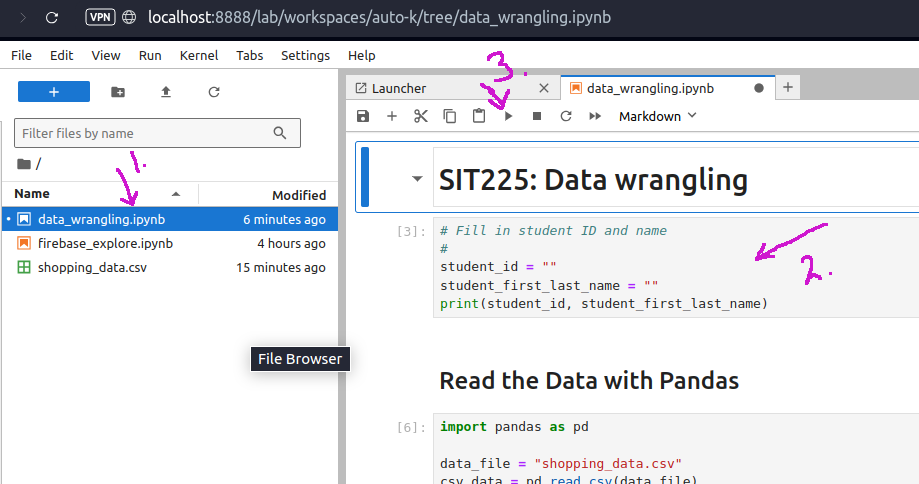 VPN localhost:8888/lab/workspaces/auto-k/tree/data_wrangling.ipynb
File Edit View Run Kernel Tabs Settings Help
3.
Launcher data_wrangling.ipynb
Markdown
Filter files by name
/
1.
Name Modified
data_wrangling.ipynb 6 minutes ago
firebase_explore.ipynb 4 hours ago
shopping_data.csv 15 minutes ago
File Browser
SIT225: Data wrangling
[3]: # Fill in student ID and name
#
student_id = ""
student_first_last_name = ""
print(student_id, student_first_last_name)
2.
Read the Data with Pandas
[6]: import pandas as pd
data_file = "shopping_data.csv"
csv_data = pd.read_csv(data_file)